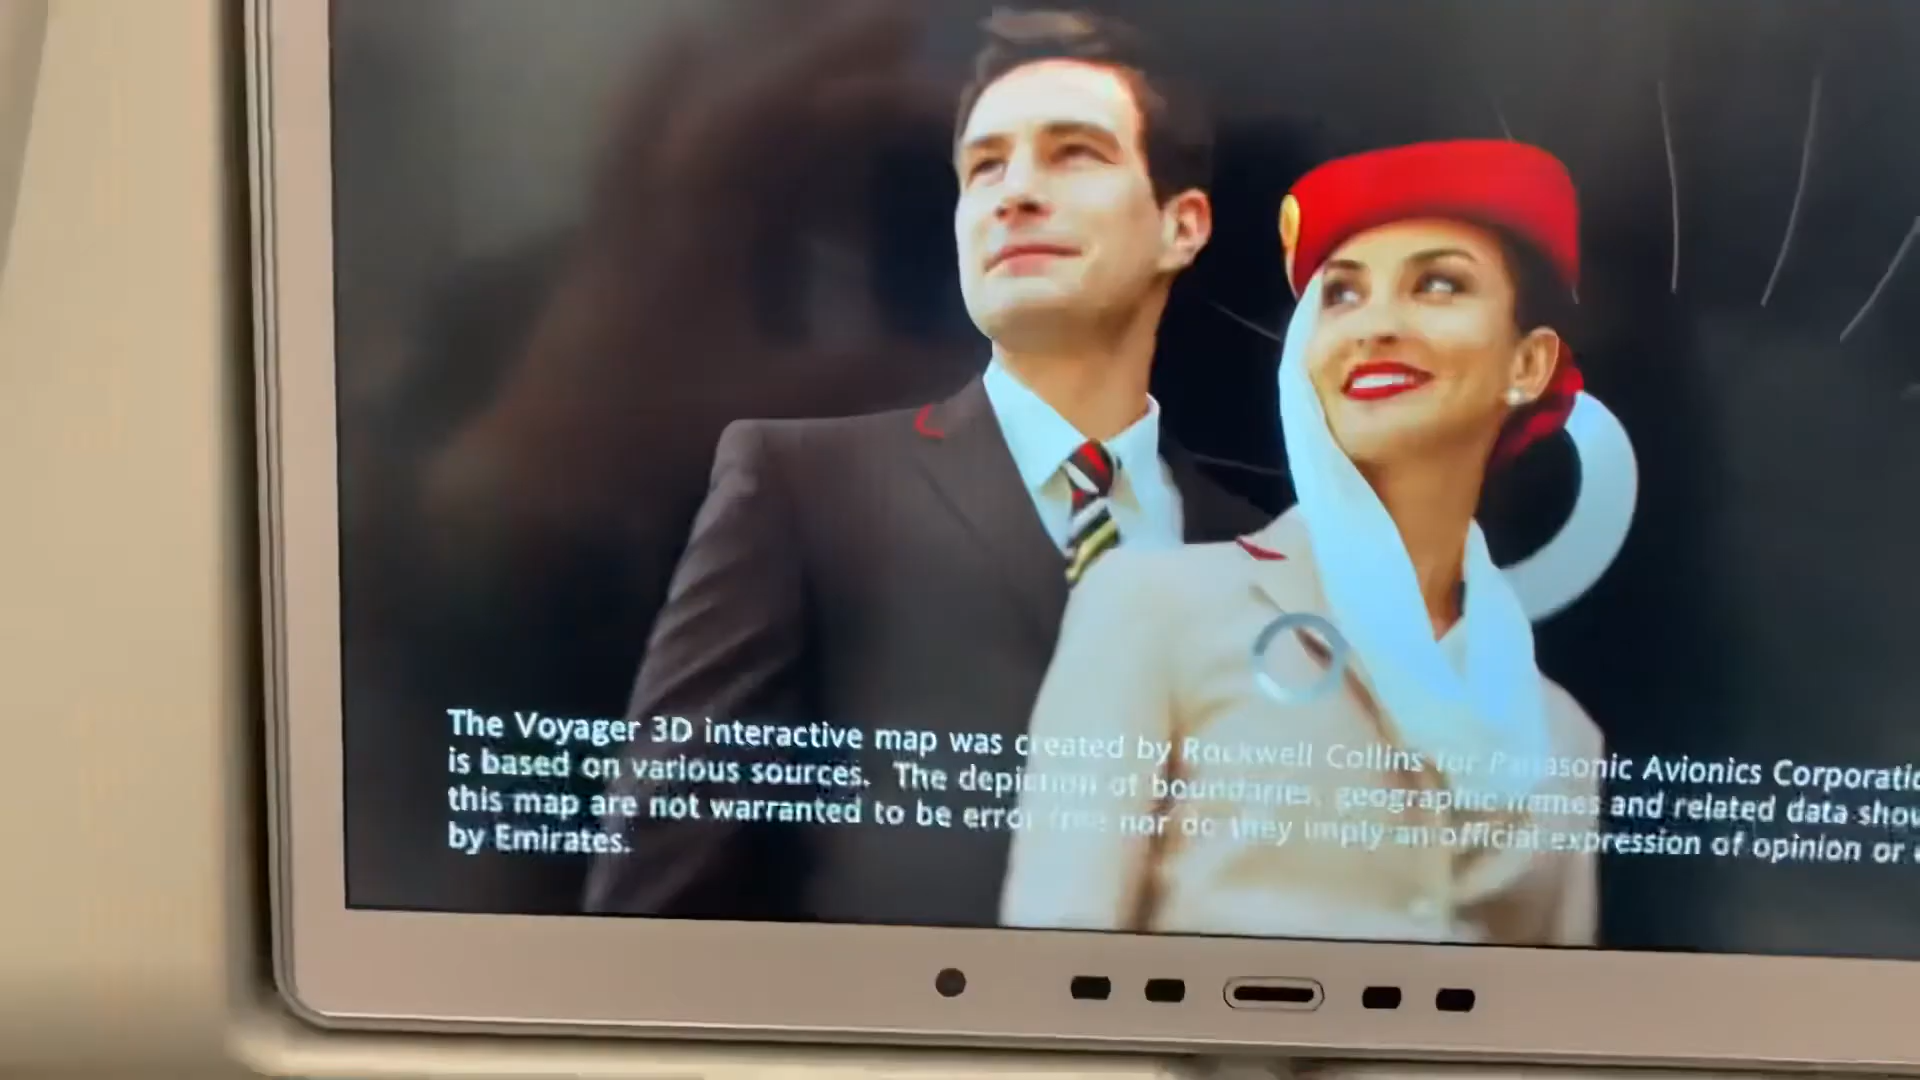 The Voyager 3D interactive map was created by Rockwell Collins for Panasonic Avionics Corporatio
is based on various sources. The depiction of boundaries, geographic names and related data show
this map are not warranted to be error free nor do they imply an official expression of opinion or
by Emirates.